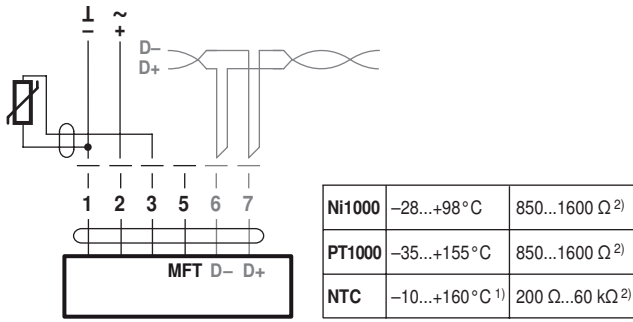 ⊥ ~
– +
D–
D+
1 2 3 5 6 7
MFT D– D+
Ni1000 –28...+98°C 850...1600 Ω 2)
PT1000 –35...+155°C 850...1600 Ω 2)
NTC –10...+160°C 1) 200 Ω...60 kΩ 2)